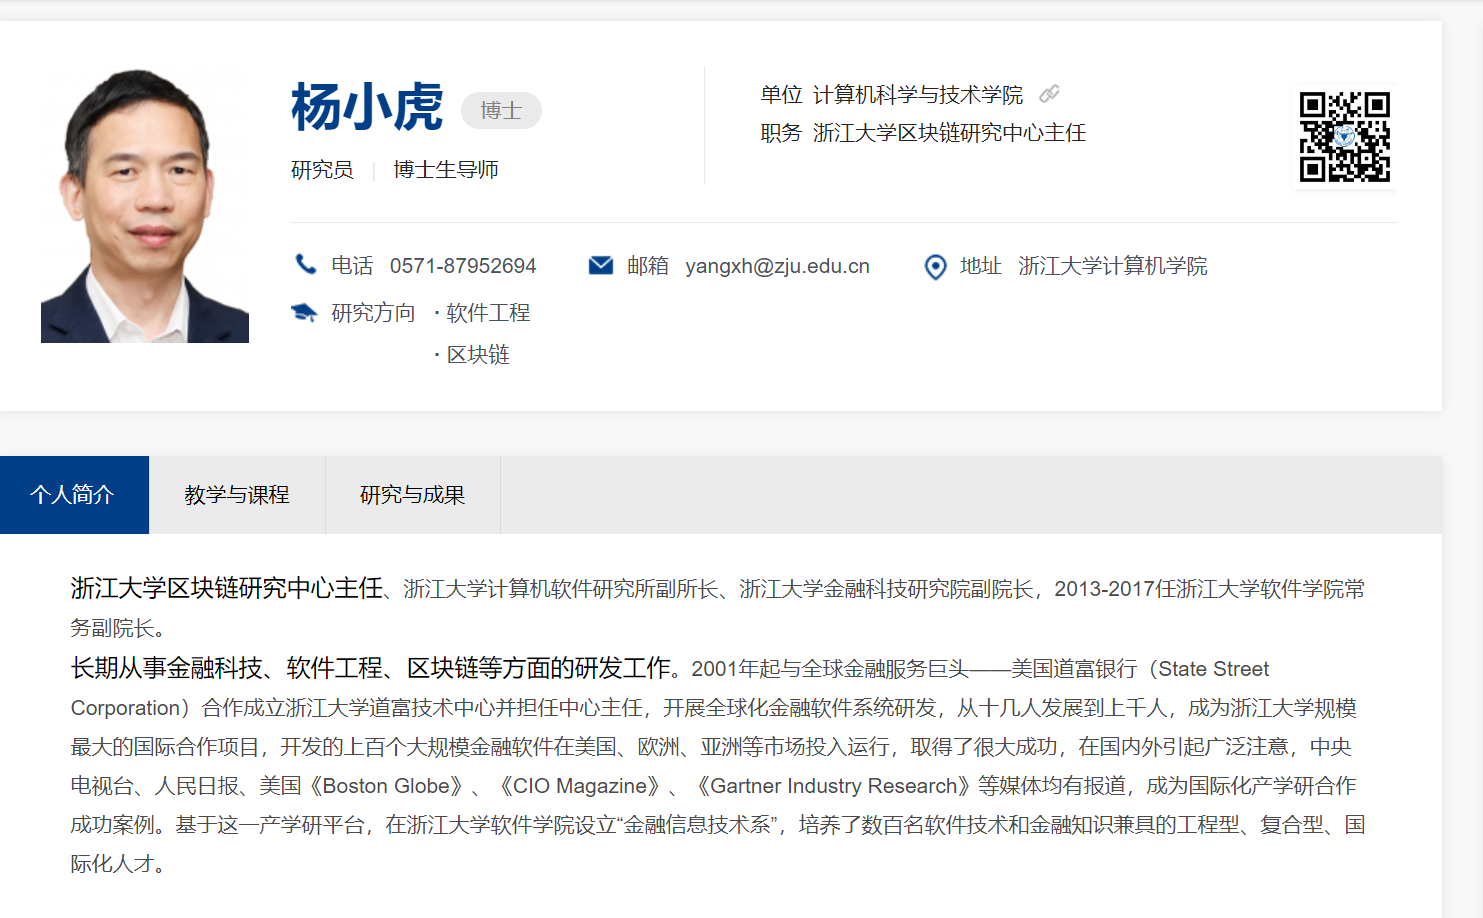 杨小虎 博士
研究员 | 博士生导师
单位 计算机科学与技术学院
职务 浙江大学区块链研究中心主任
电话 0571-87952694 邮箱 yangxh@zju.edu.cn 地址 浙江大学计算机学院
研究方向 · 软件工程
· 区块链
个人简介 教学与课程 研究与成果
浙江大学区块链研究中心主任、浙江大学计算机软件研究所副所长、浙江大学金融科技研究院副院长，2013-2017任浙江大学软件学院常
务副院长。
长期从事金融科技、软件工程、区块链等方面的研发工作。2001年起与全球金融服务巨头——美国道富银行（State Street
Corporation）合作成立浙江大学道富技术中心并担任中心主任，开展全球化金融软件系统研发，从十几人发展到上千人，成为浙江大学规模
最大的国际合作项目，开发的上百个大规模金融软件在美国、欧洲、亚洲等市场投入运行，取得了很大成功，在国内外引起广泛注意，中央
电视台、人民日报、美国《Boston Globe》、《CIO Magazine》、《Gartner Industry Research》等媒体均有报道，成为国际化产学研合作
成功案例。基于这一产学研平台，在浙江大学软件学院设立“金融信息技术系”，培养了数百名软件技术和金融知识兼具的工程型、复合型、国
际化人才。